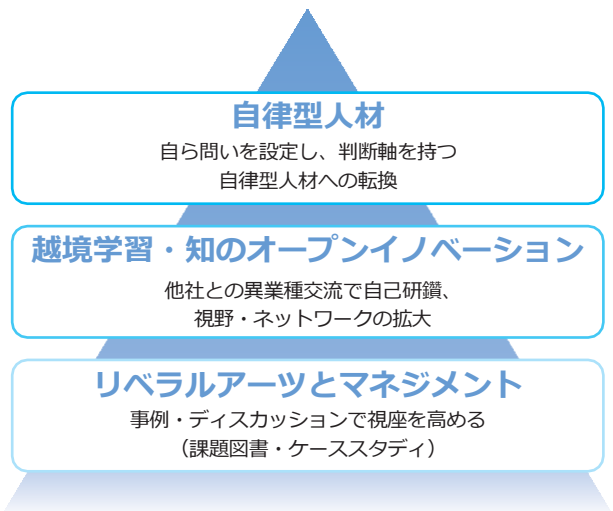 自律型人材
自ら問いを設定し、判断軸を持つ
自律型人材への転換
越境学習・知のオープンイノベーション
他社との異業種交流で自己研鑽、
視野・ネットワークの拡大
リベラルアーツとマネジメント
事例・ディスカッションで視座を高める
（課題図書・ケーススタディ）